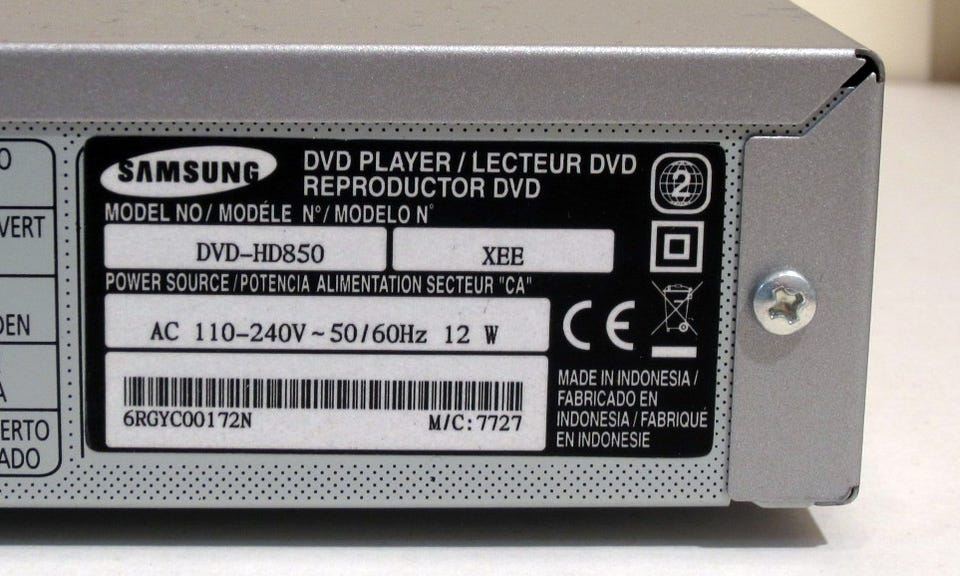 O
VERT
DEN
A
ERTO
ADO
SAMSUNG
DVD PLAYER / LECTEUR DVD
REPRODUCTOR DVD
2
MODEL NO / MODÉLE N° / MODELO N°
DVD-HD850 XEE
POWER SOURCE / POTENCIA ALIMENTATION SECTEUR "CA"
AC 110-240V ~ 50/60Hz 12 W
CE
6RGYC00172N M/C:7727
MADE IN INDONESIA /
FABRICADO EN
INDONESIA / FABRIQUÉ
EN INDONESIE